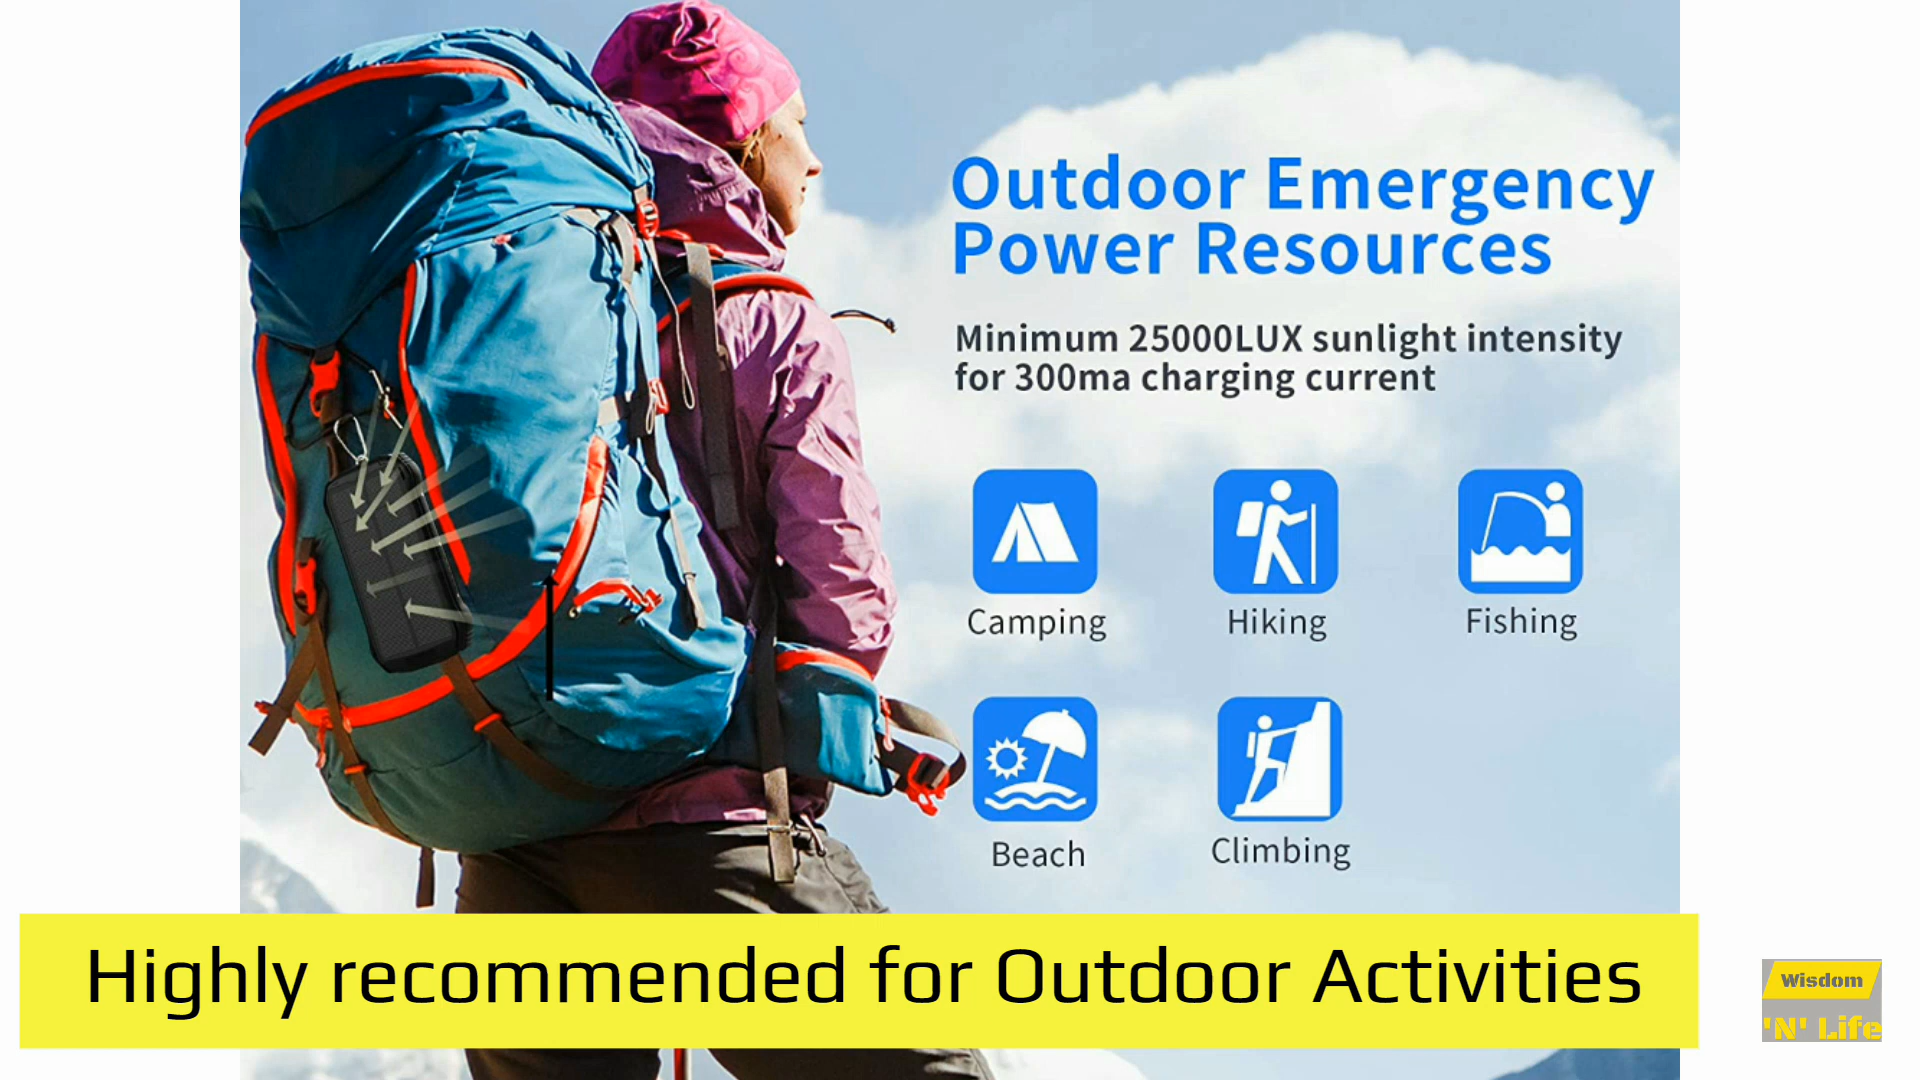 Outdoor Emergency
Power Resources
Minimum 25000LUX sunlight intensity
for 300ma charging current
Camping
Hiking
Fishing
Beach
Climbing
Highly recommended for Outdoor Activities
Wisdom
'N' Life